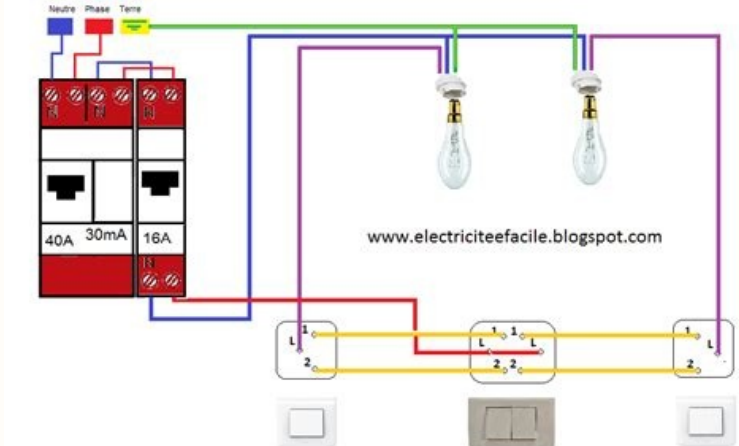 Neutre Phase Terre
N N N
40A 30mA 16A
N
www.electriciteefacile.blogspot.com
1 1 1 1
L L L L
2 2 2 2